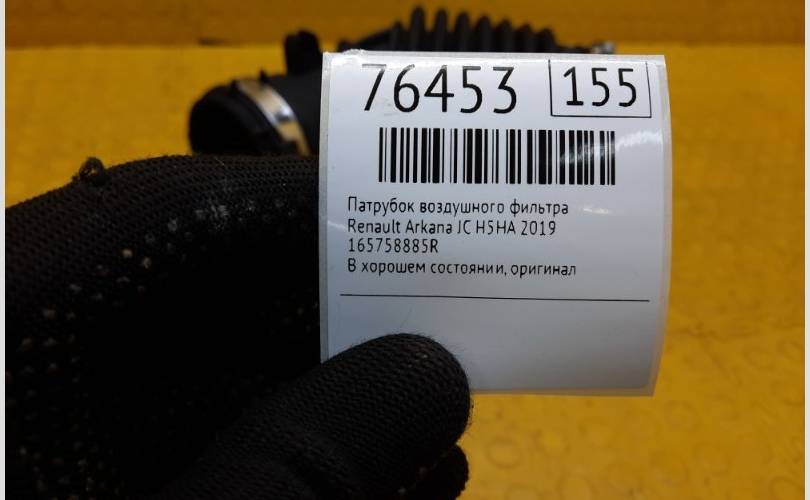 76453 155
Патрубок воздушного фильтра
Renault Arkana JC H5HA 2019
165758885R
В хорошем состоянии, оригинал